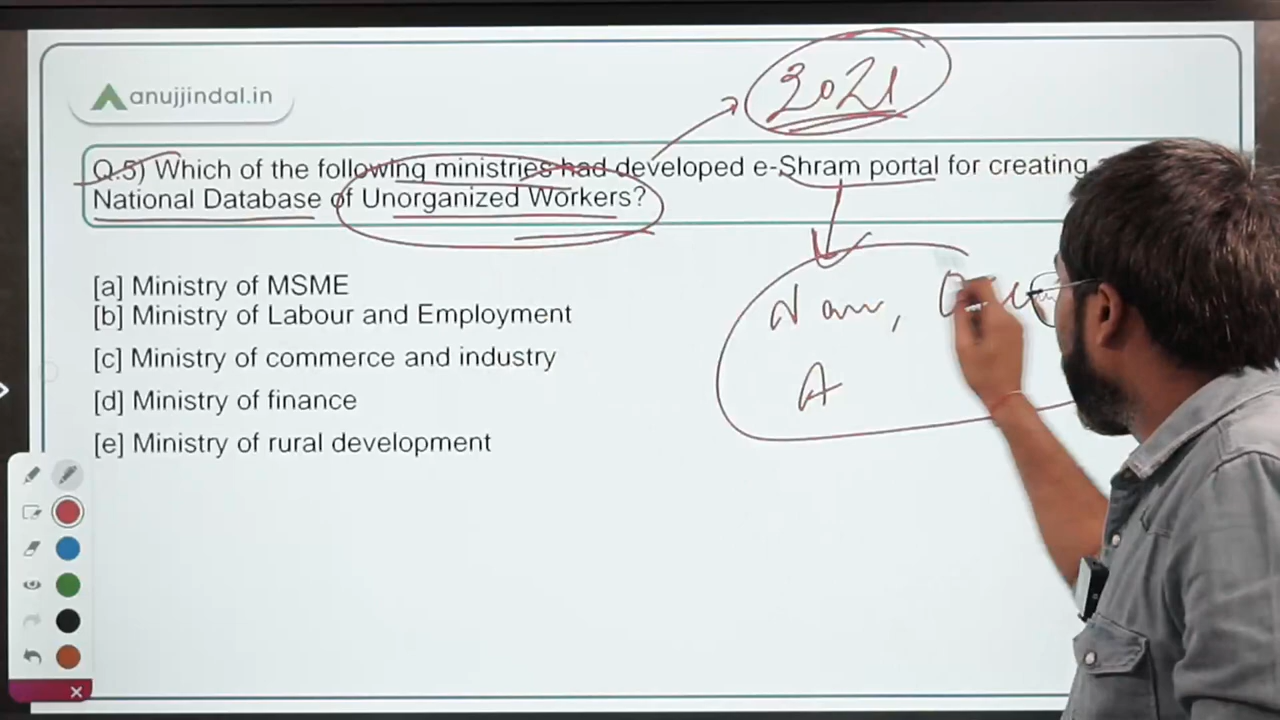 2021
anujjindal.in
Q.5) Which of the following ministries had developed e-Shram portal for creating
National Database of Unorganized Workers?
[a] Ministry of MSME
[b] Ministry of Labour and Employment
[c] Ministry of commerce and industry
[d] Ministry of finance
[e] Ministry of rural development
A